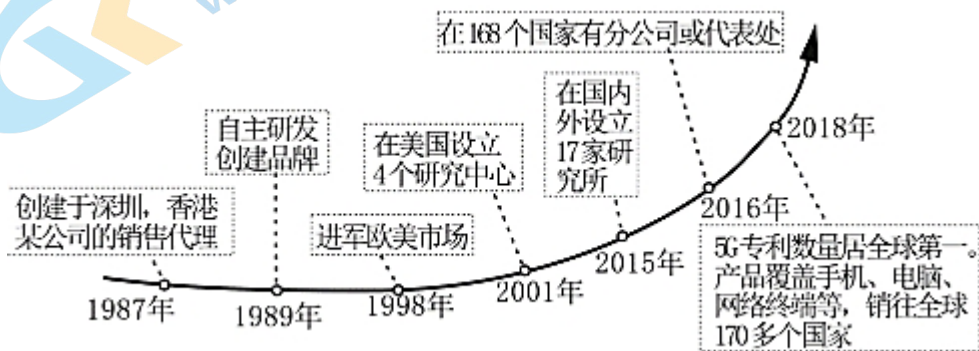 在168个国家有分公司或代表处
自主研发
创建品牌
在国内
外设立
17家研
究所
在美国设立
4个研究中心
创建于深圳，香港
某公司的销售代理
进军欧美市场
1987年
1989年
1998年
2001年
2015年
2016年
2018年
5G专利数量居全球第一。
产品覆盖手机、电脑、
网络终端等，销往全球
170多个国家